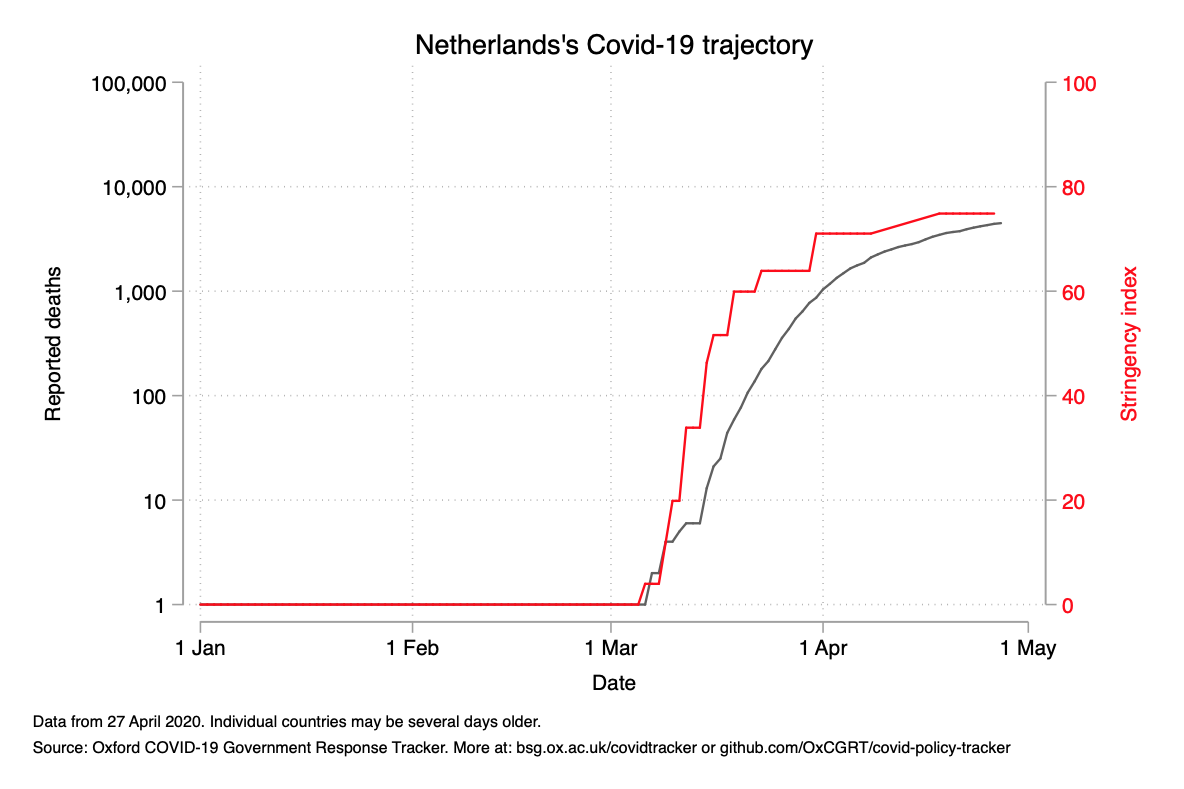 Netherlands's Covid-19 trajectory
100,000
10,000
1,000
100
10
1
Reported deaths
100
80
60
40
20
0
Stringency index
1 Jan
1 Feb
1 Mar
1 Apr
1 May
Date
Data from 27 April 2020. Individual countries may be several days older.
Source: Oxford COVID-19 Government Response Tracker. More at: bsg.ox.ac.uk/covidtracker or github.com/OxCGRT/covid-policy-tracker